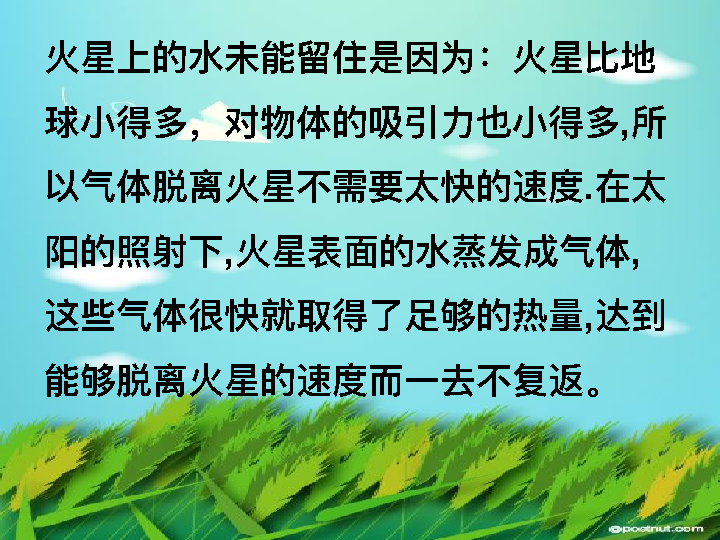 火星上的水未能留住是因为：火星比地
球小得多，对物体的吸引力也小得多,所
以气体脱离火星不需要太快的速度.在太
阳的照射下,火星表面的水蒸发成气体,
这些气体很快就取得了足够的热量,达到
能够脱离火星的速度而一去不复返。
@pootnut.com